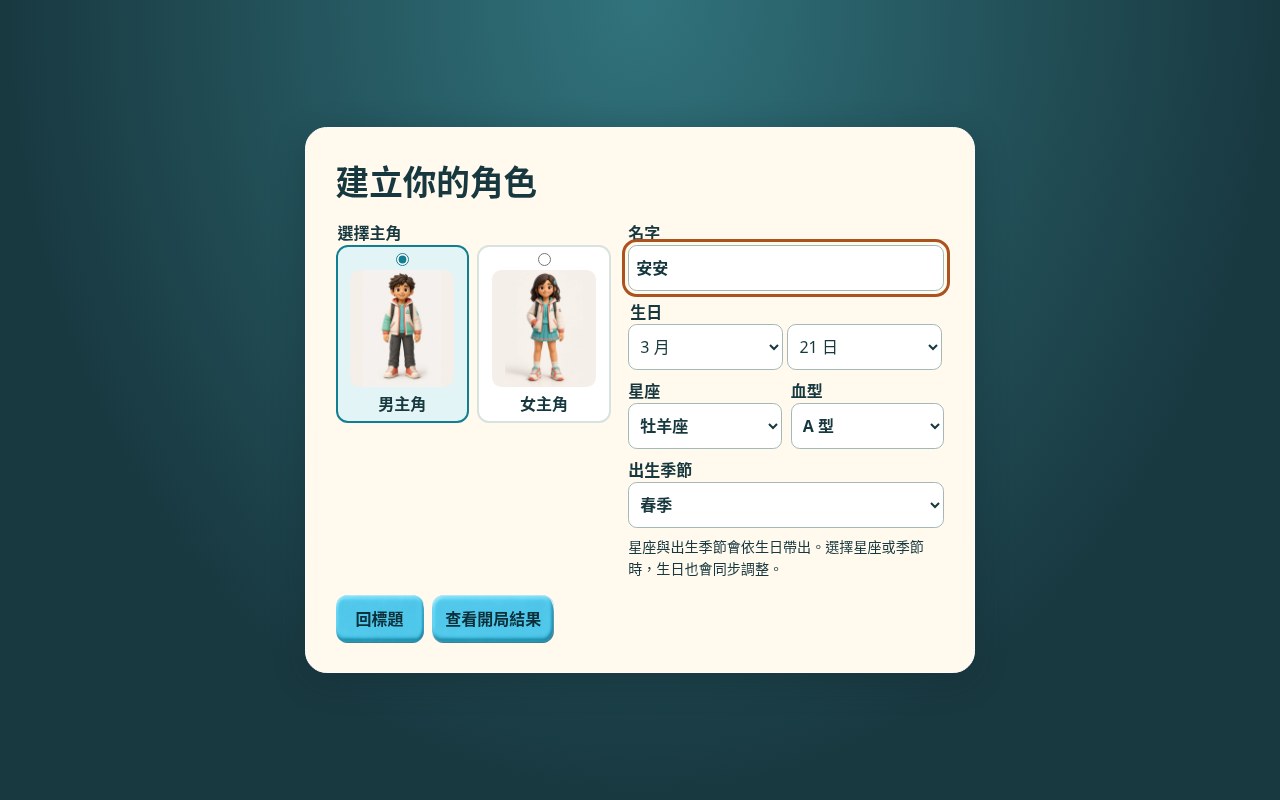 建立你的角色
選擇主角
男主角
女主角
名字
安安
生日
3 月
21 日
星座
血型
牡羊座
A 型
出生季節
春季
星座與出生季節會依生日帶出。選擇星座或季節
時，生日也會同步調整。
回標題
查看開局結果